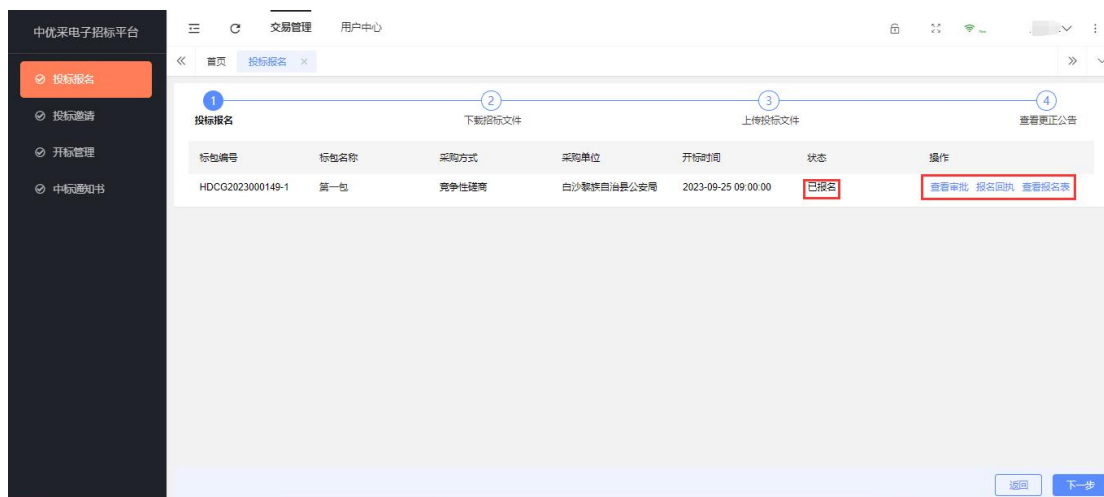 中优采电子招标平台
交易管理 用户中心
首页 投标报名 ×
投标报名
投标邀请
开标管理
中标通知书
1 2 3 4
投标报名 下载招标文件 上传投标文件 查看更正公告
标包编号 标包名称 采购方式 采购单位 开标时间 状态 操作
HDCG2023000149-1 第一包 竞争性磋商 白沙黎族自治县公安局 2023-09-25 09:00:00 已报名 查看审批 报名回执 查看报名表
返回 下一步